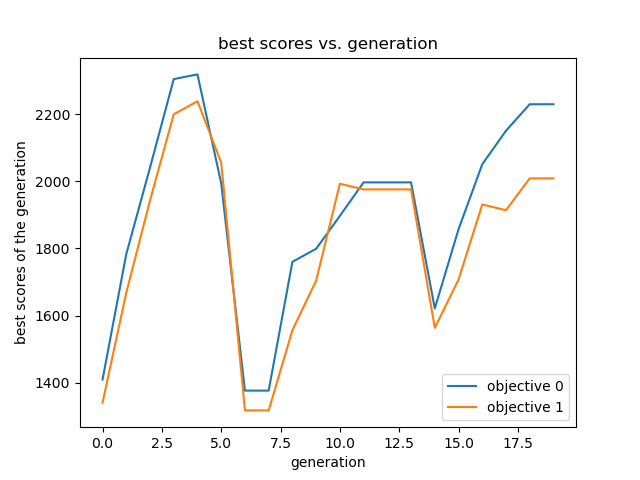 best scores vs. generation
best scores of the generation
2200
2000
1800
1600
1400
0.0 2.5 5.0 7.5 10.0 12.5 15.0 17.5
generation
objective 0
objective 1